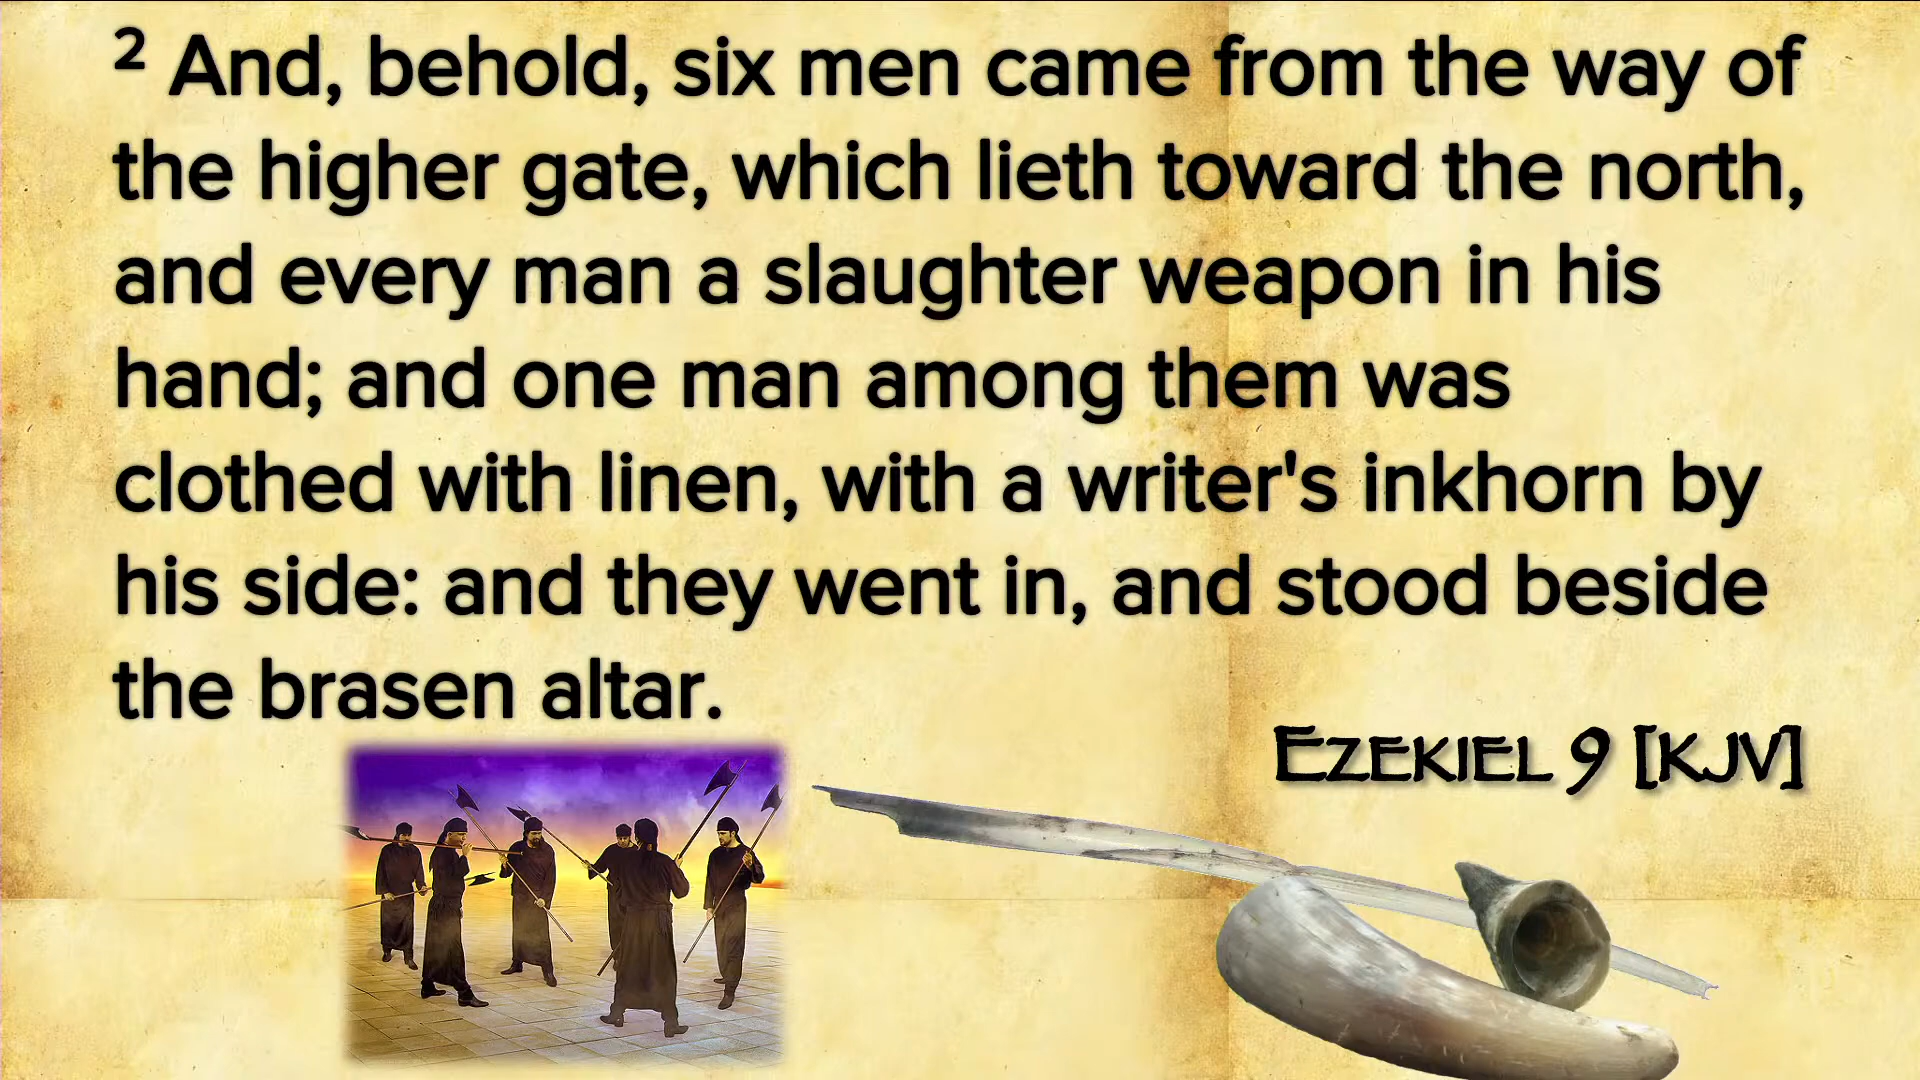 ² And, behold, six men came from the way of
the higher gate, which lieth toward the north,
and every man a slaughter weapon in his
hand; and one man among them was
clothed with linen, with a writer's inkhorn by
his side: and they went in, and stood beside
the brasen altar.
EZEKIEL 9 [KJV]